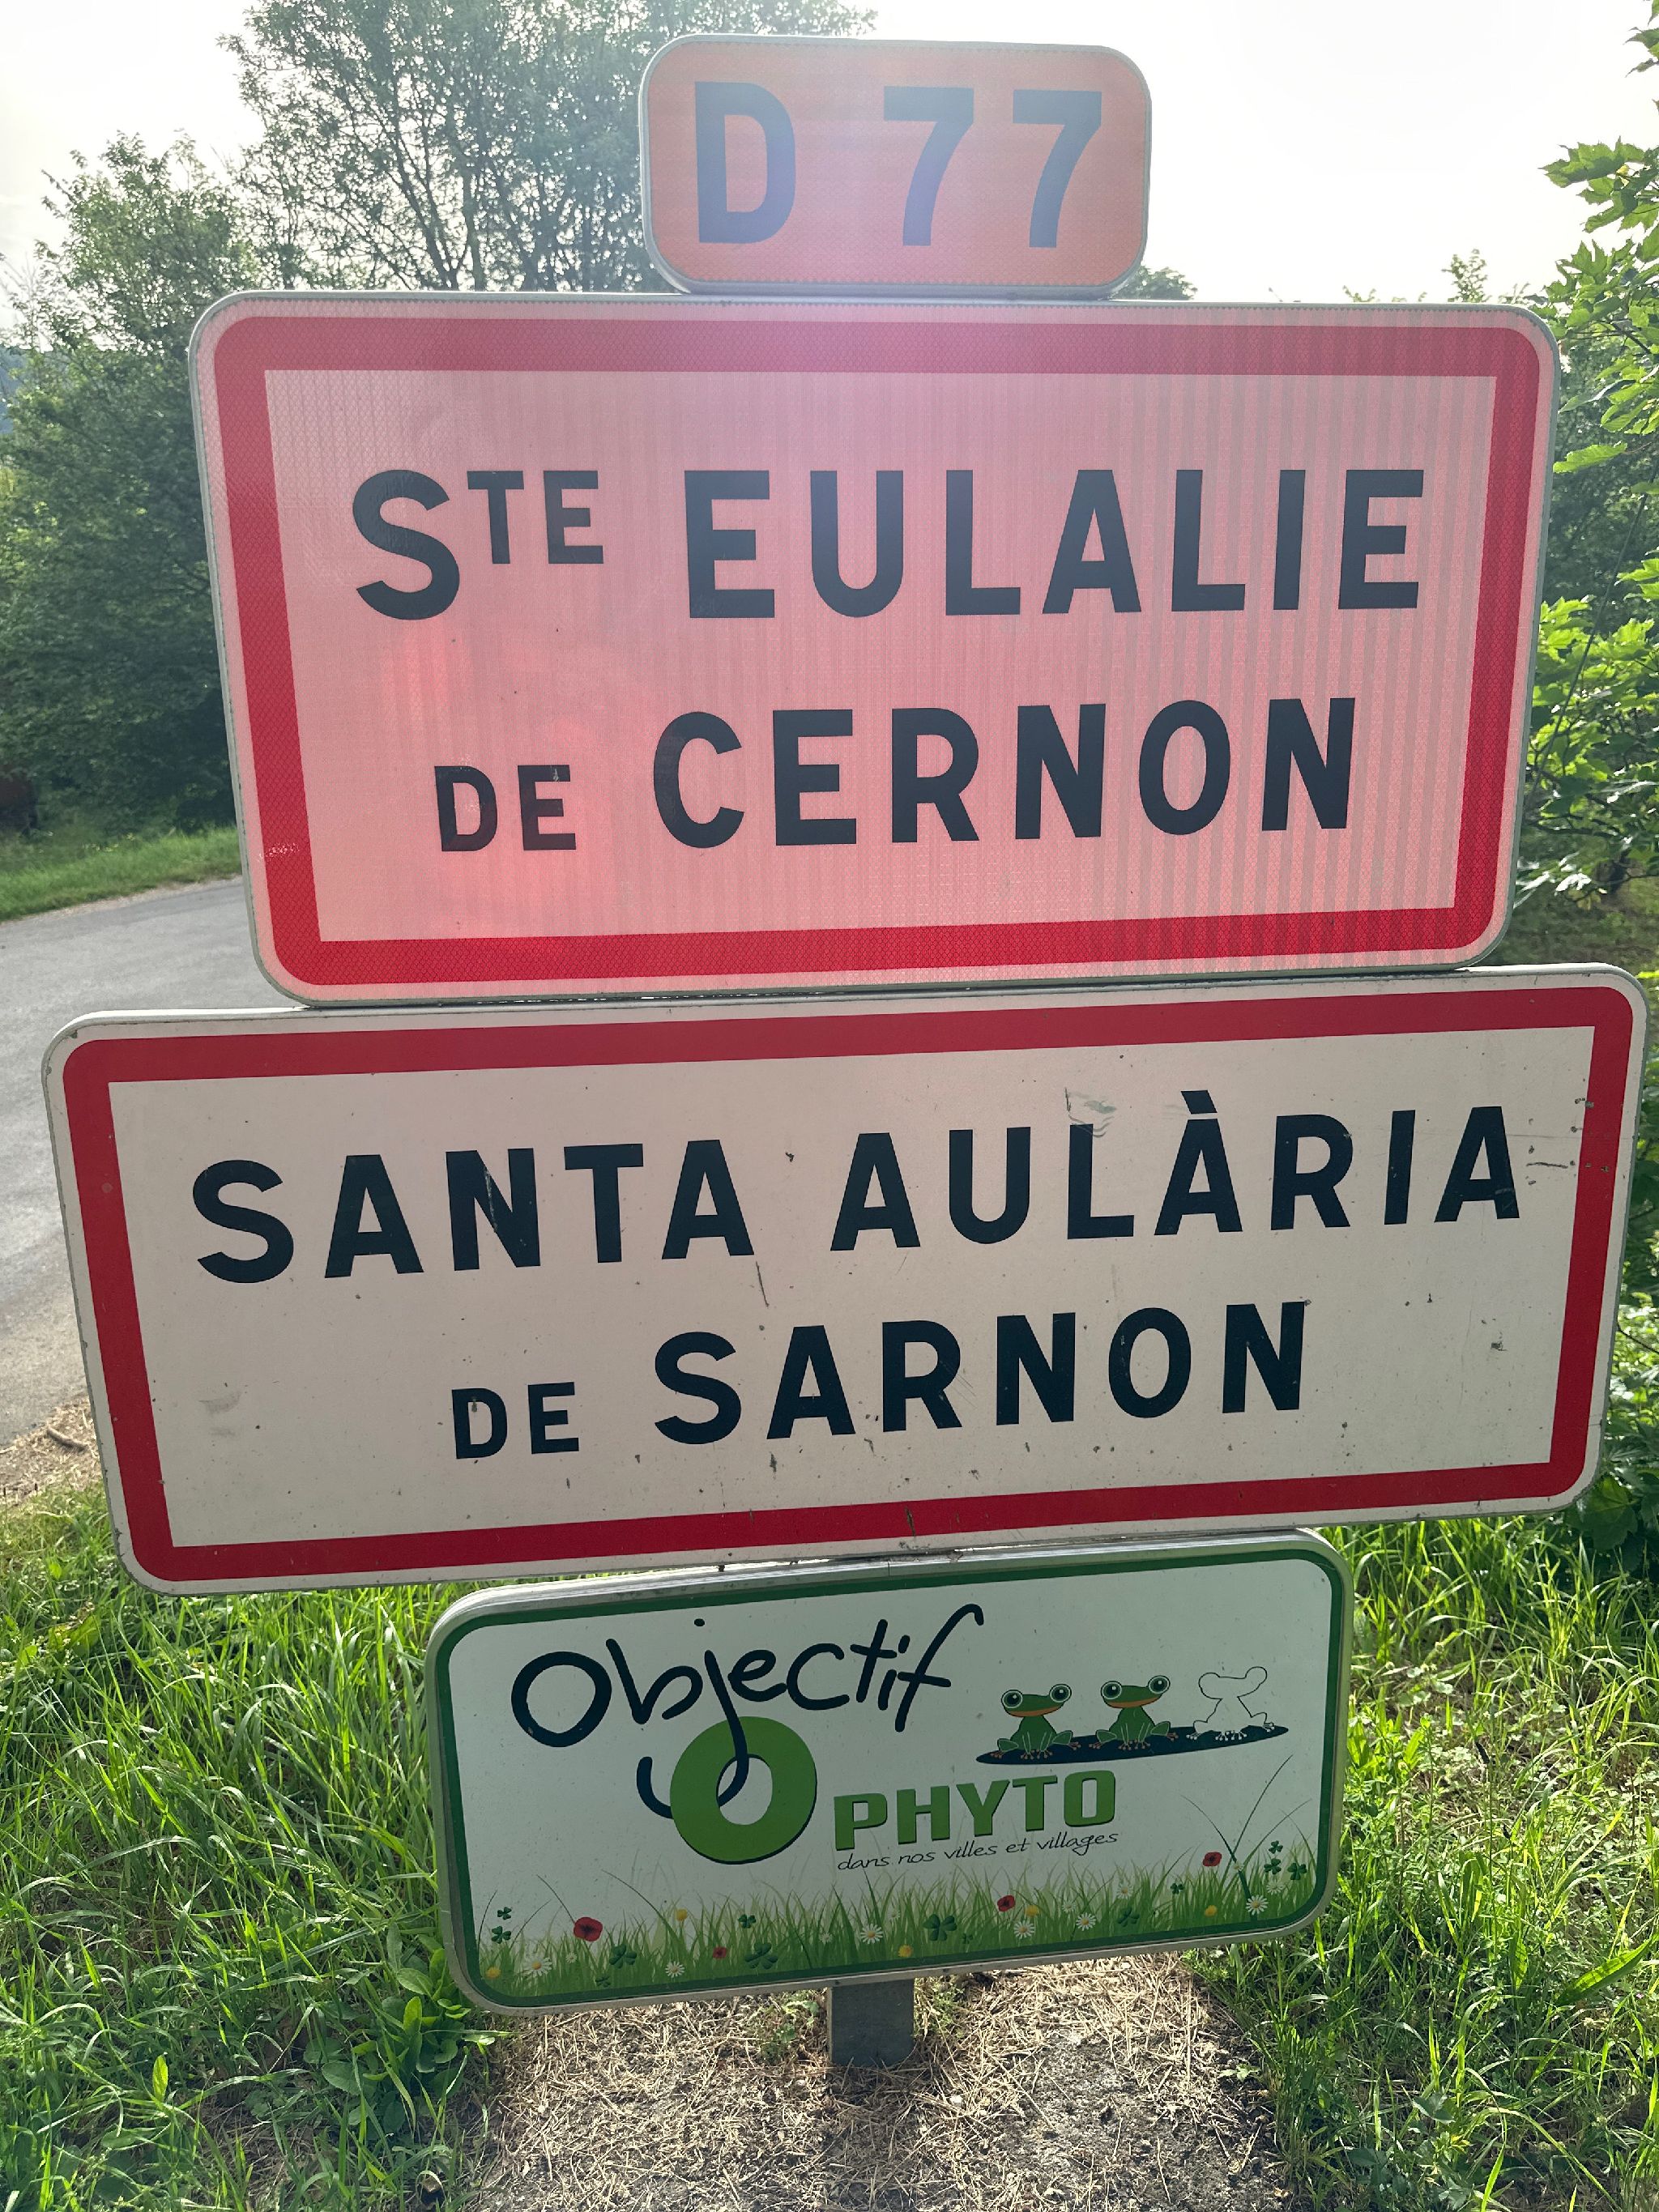 D 77
STE EULALIE
DE CERNON
SANTA AULÀRIA
DE SARNON
Objectif
O PHYTO
dans nos villes et villages